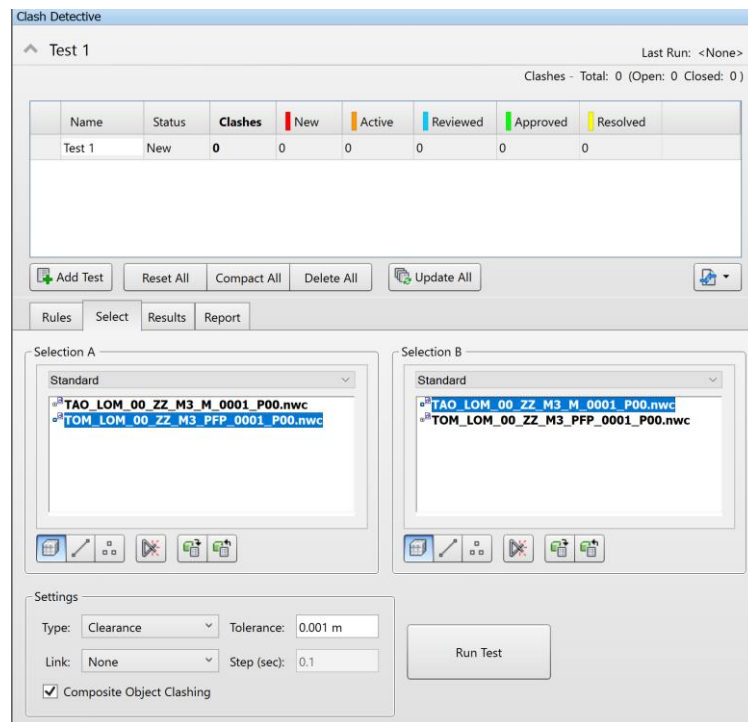 Clash Detective
Test 1
Last Run: <None>
Clashes - Total: 0 (Open: 0 Closed: 0)
Name Status Clashes New Active Reviewed Approved Resolved
Test 1 New 0 0 0 0 0 0
Add Test Reset All Compact All Delete All Update All
Rules Select Results Report
Selection A Selection B
Standard Standard
TAO_LOM_00_ZZ_M3_M_0001_P00.nwc TAO_LOM_00_ZZ_M3_M_0001_P00.nwc
TOM_LOM_00_ZZ_M3_PFP_0001_P00.nwc TOM_LOM_00_ZZ_M3_PFP_0001_P00.nwc
Settings
Type: Clearance Tolerance: 0.001 m
Run Test
Link: None Step (sec): 0.1
Composite Object Clashing